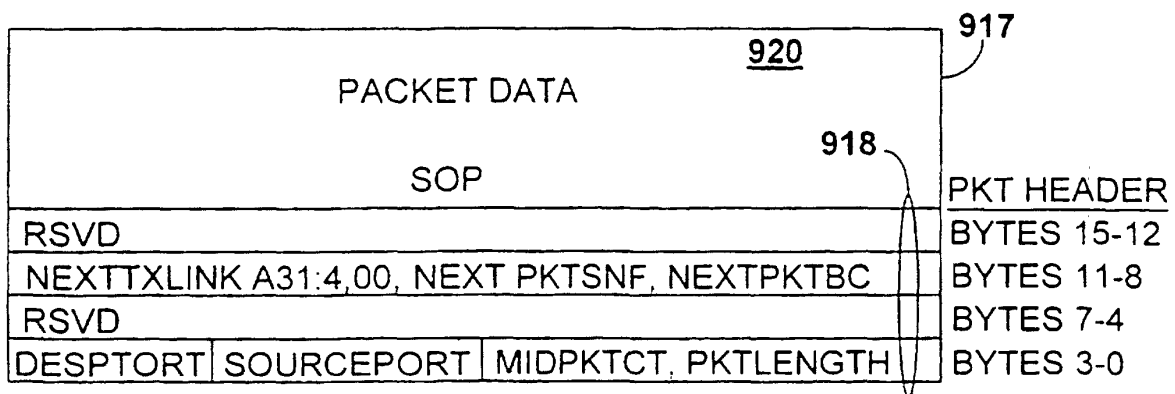 917
920
PACKET DATA
918
SOP
PKT HEADER
RSVD
BYTES 15-12
NEXTTXLINK A31:4,00, NEXT PKTSNF, NEXTPKTBC
BYTES 11-8
RSVD
BYTES 7-4
DESPTORT SOURCEPORT MIDPKTCT, PKTLENGTH
BYTES 3-0